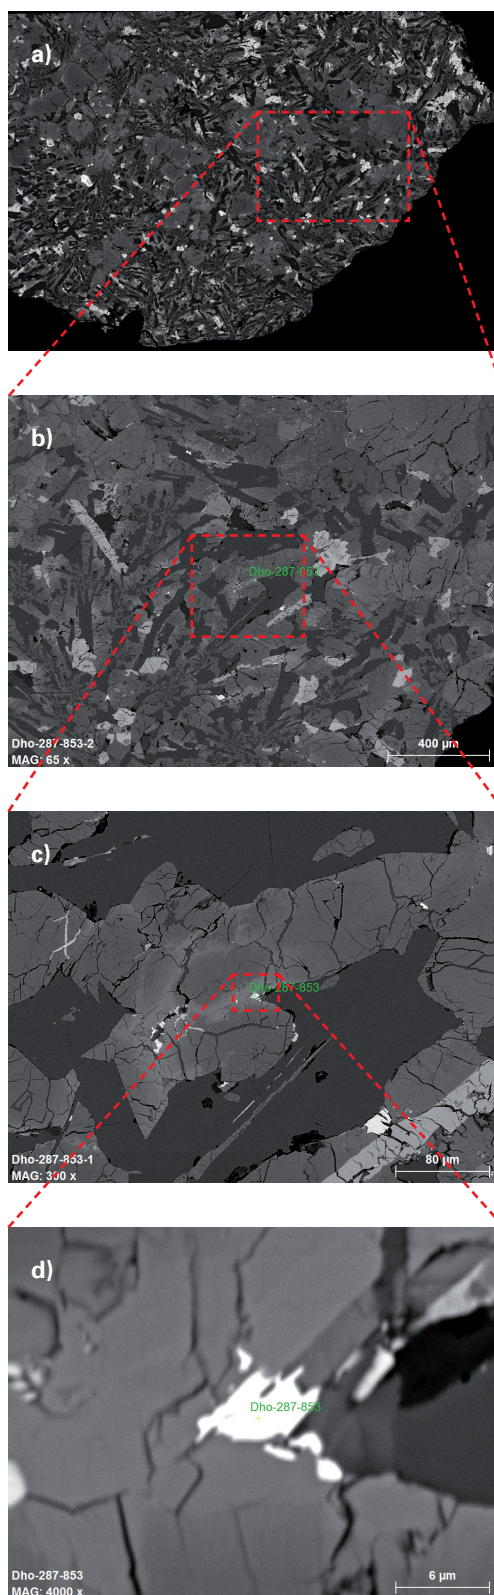 a)
b)
Dho-287-853
Dho-287-853-2
MAG: 65 x
400 µm
c)
Dho-287-853
Dho-287-853-1
MAG: 300 x
80 µm
d)
Dho-287-853
Dho-287-853
MAG: 4000 x
6 µm